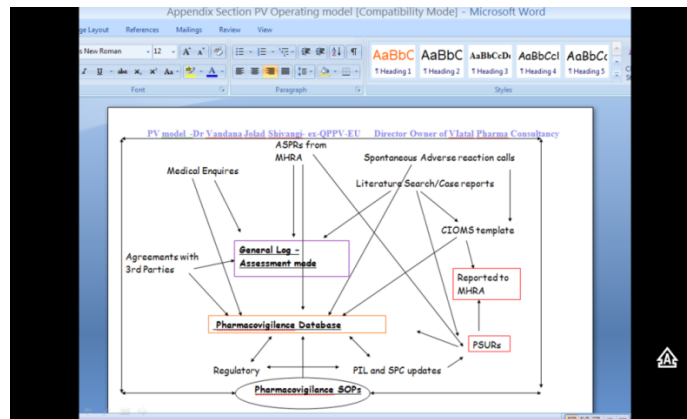 Appendix Section PV Operating model [Compatibility Mode] - Microsoft Word
ge Layout References Mailings Review View
s New Roman 12
Font Paragraph Styles
AaBbC AaBbC AaBbCcDc AaBbCcI AaBbCc
¶ Heading 1 ¶ Heading 2 ¶ Heading 3 ¶ Heading 4 ¶ Heading 5
PV model -Dr Vandana Jolad Shivangi- ex-QPPV-EU Director Owner of Vlatal Pharma Consultancy
ASPRs from
MHRA
Spontaneous Adverse reaction calls
Medical Enquires
Literature Search/Case reports
CIOMS template
General Log -
Assessment made
Agreements with
3rd Parties
Reported to
MHRA
Pharmacovigilence Database
PSURs
Regulatory
PIL and SPC updates
Pharmacovigilance SOPs